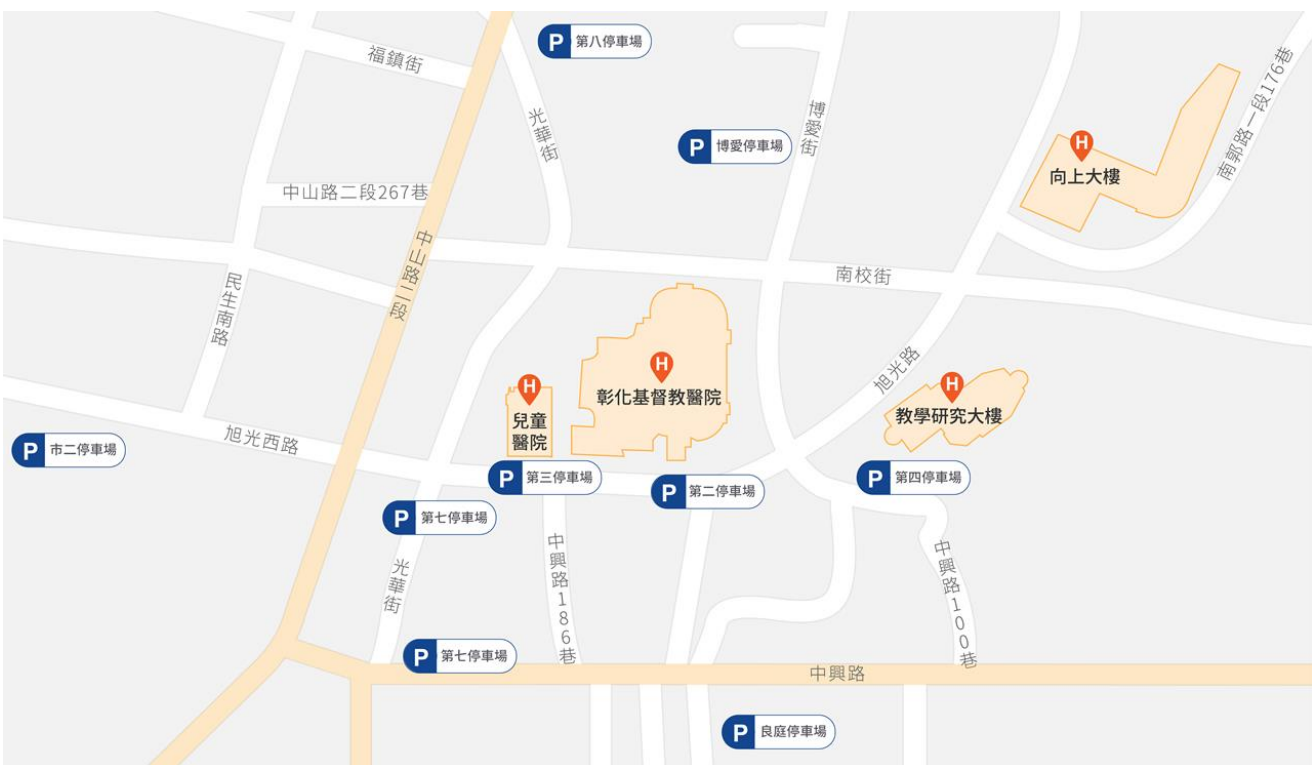 P 第八停車場
福鎮街
光華街
博愛街
P 博愛停車場
南郭路一段176巷
H
向上大樓
中山路二段267巷
中山路二段
南校街
民生南路
旭光路
H
彰化基督教醫院
H
兒童
醫院
H
教學研究大樓
旭光西路
P 市二停車場
P 第三停車場
P 第二停車場
P 第四停車場
P 第七停車場
光華街
中興路186巷
中興路100巷
P 第七停車場
中興路
P 良庭停車場